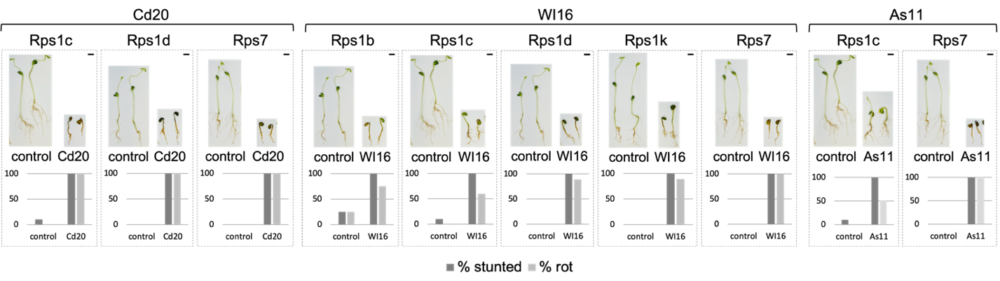 Cd20 WI16 As11
Rps1c Rps1d Rps7 Rps1b Rps1c Rps1d Rps1k Rps7 Rps1c Rps7
control Cd20 control Cd20 control Cd20 control WI16 control WI16 control WI16 control WI16 control WI16 control As11 control As11
100 100 100 100 100 100 100 100 100 100
50 50 50 50 50 50 50 50 50 50
0 0 0 0 0 0 0 0 0 0
control Cd20 control Cd20 control Cd20 control WI16 control WI16 control WI16 control WI16 control WI16 control As11 control As11
% stunted % rot